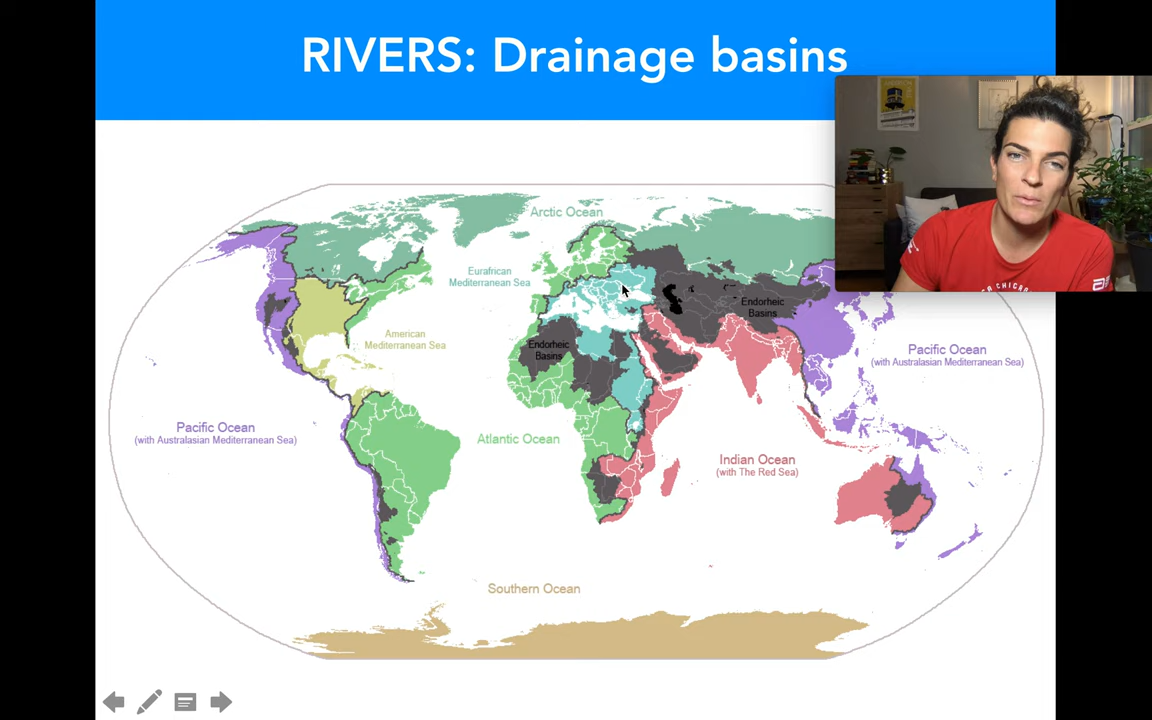 RIVERS: Drainage basins
Arctic Ocean
Eurafrican
Mediterranean Sea
Endorheic
Basins
American
Mediterranean Sea
Endorheic
Basins
Pacific Ocean
(with Australasian Mediterranean Sea)
Pacific Ocean
(with Australasian Mediterranean Sea)
Atlantic Ocean
Indian Ocean
(with The Red Sea)
Southern Ocean